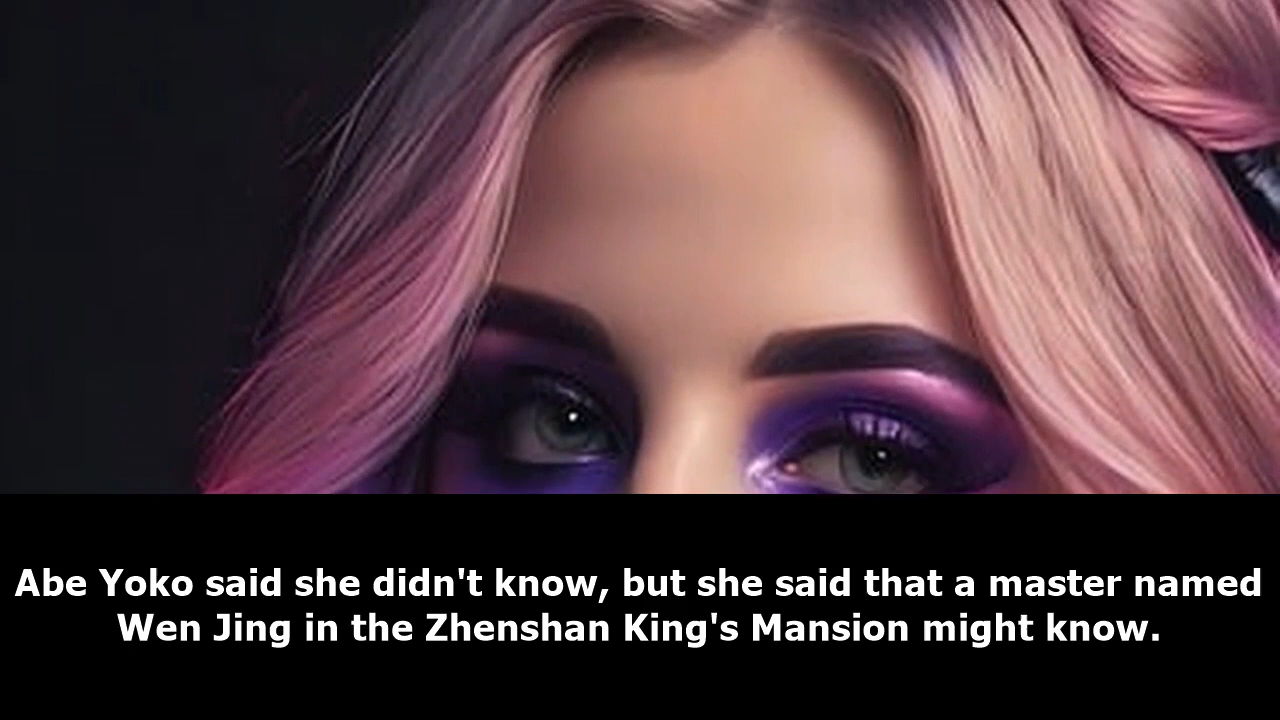 Abe Yoko said she didn't know, but she said that a master named
Wen Jing in the Zhenshan King's Mansion might know.